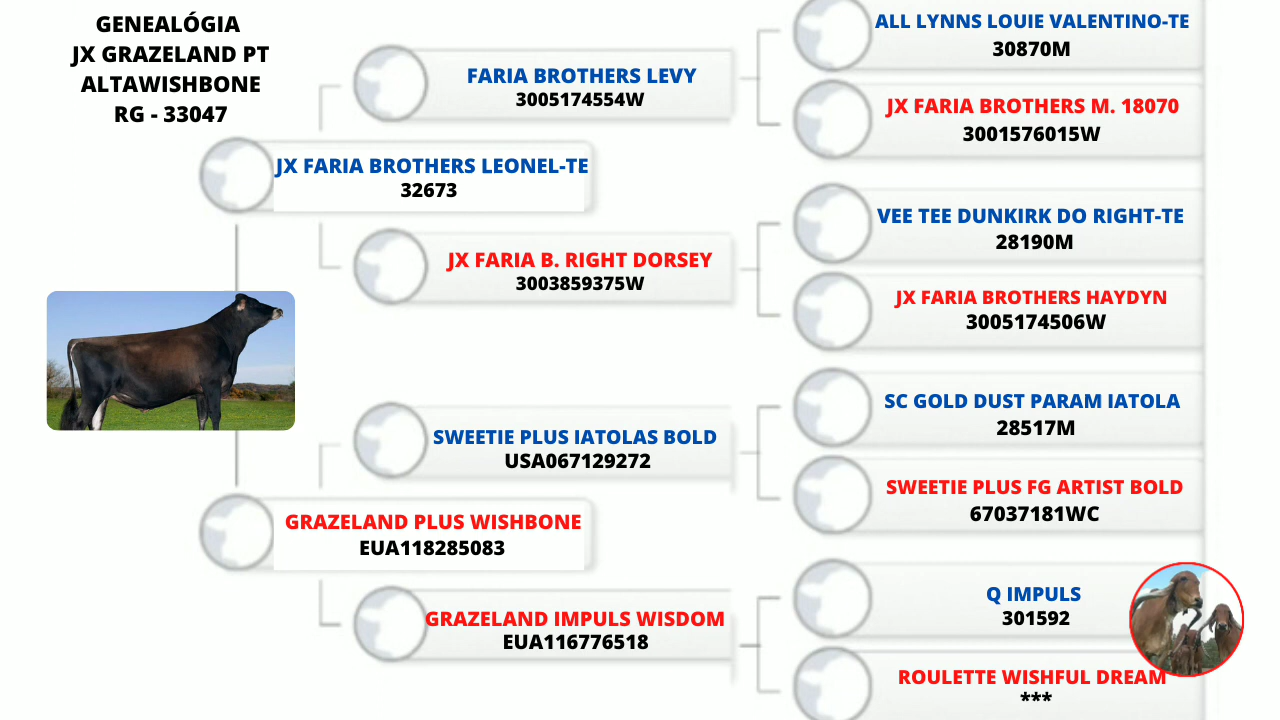 GENEALÓGIA
JX GRAZELAND PT
ALTAWISHBONE
RG - 33047
JX FARIA BROTHERS LEONEL-TE
32673
GRAZELAND PLUS WISHBONE
EUA118285083
FARIA BROTHERS LEVY
3005174554W
JX FARIA B. RIGHT DORSEY
3003859375W
SWEETIE PLUS IATOLAS BOLD
USA067129272
GRAZELAND IMPULS WISDOM
EUA116776518
ALL LYNNS LOUIE VALENTINO-TE
30870M
JX FARIA BROTHERS M. 18070
3001576015W
VEE TEE DUNKIRK DO RIGHT-TE
28190M
JX FARIA BROTHERS HAYDYN
3005174506W
SC GOLD DUST PARAM IATOLA
28517M
SWEETIE PLUS FG ARTIST BOLD
67037181WC
Q IMPULS
301592
ROULETTE WISHFUL DREAM
***